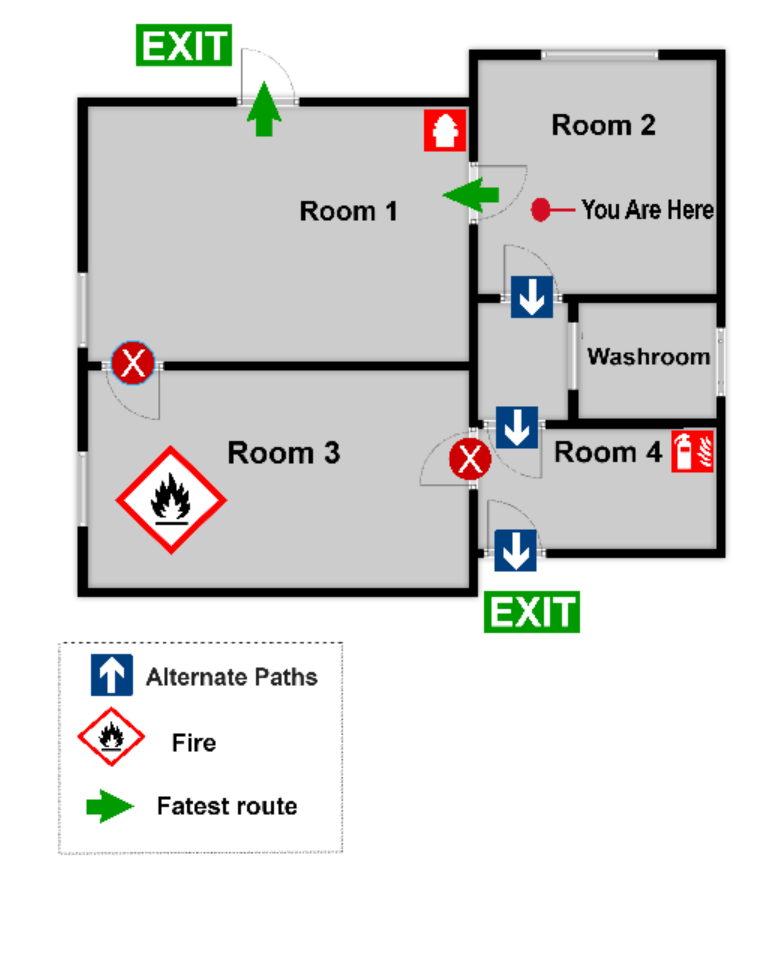 EXIT
Room 2
Room 1
You Are Here
X
Washroom
Room 3
X
Room 4
EXIT
Alternate Paths
Fire
Fatest route